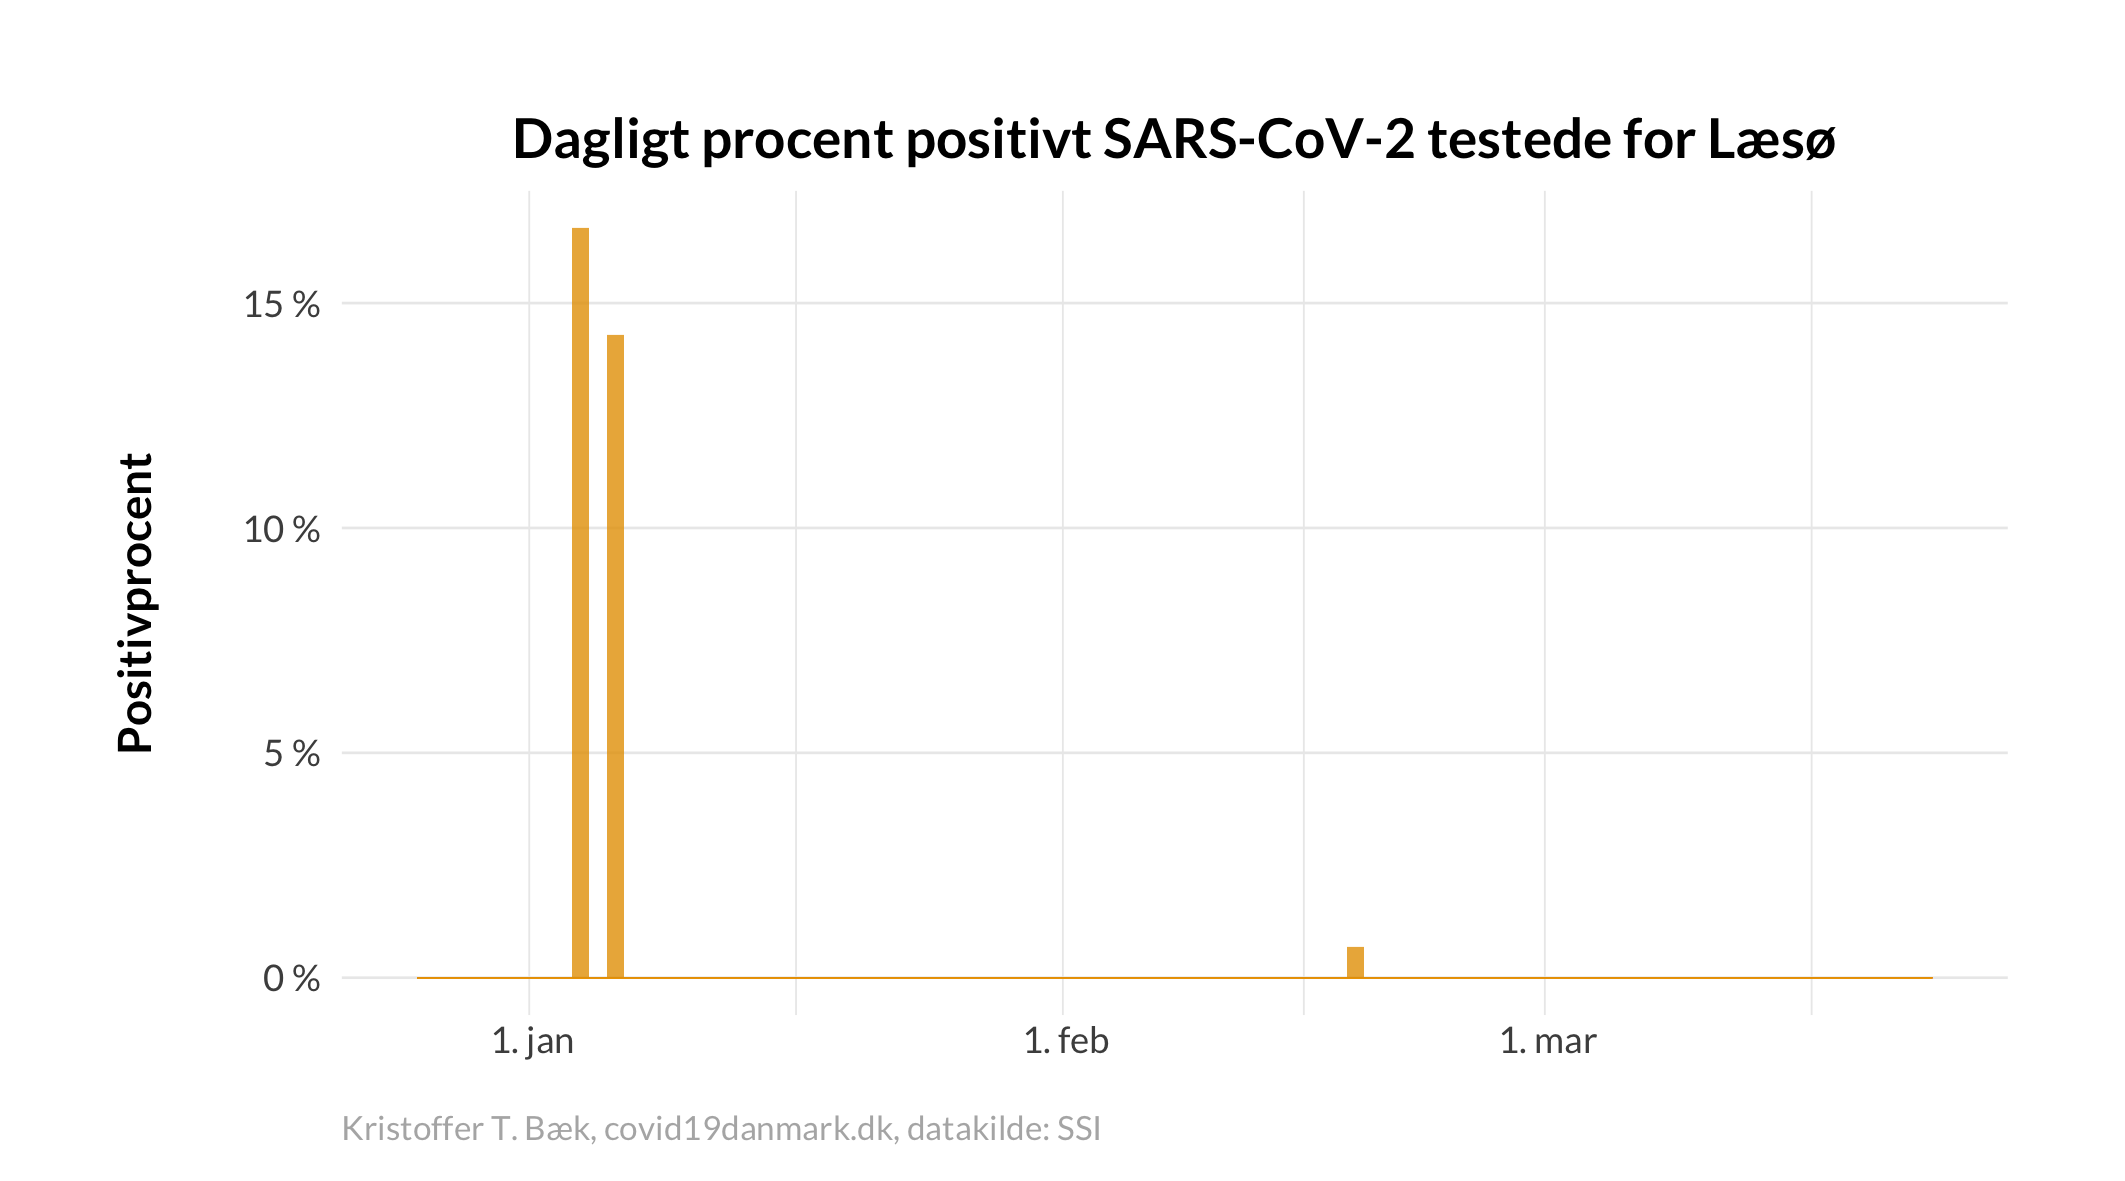 Dagligt procent positivt SARS-CoV-2 testede for Læsø
Positivprocent
15 %
10 %
5 %
0 %
1. jan
1. feb
1. mar
Kristoffer T. Bæk, covid19danmark.dk, datakilde: SSI